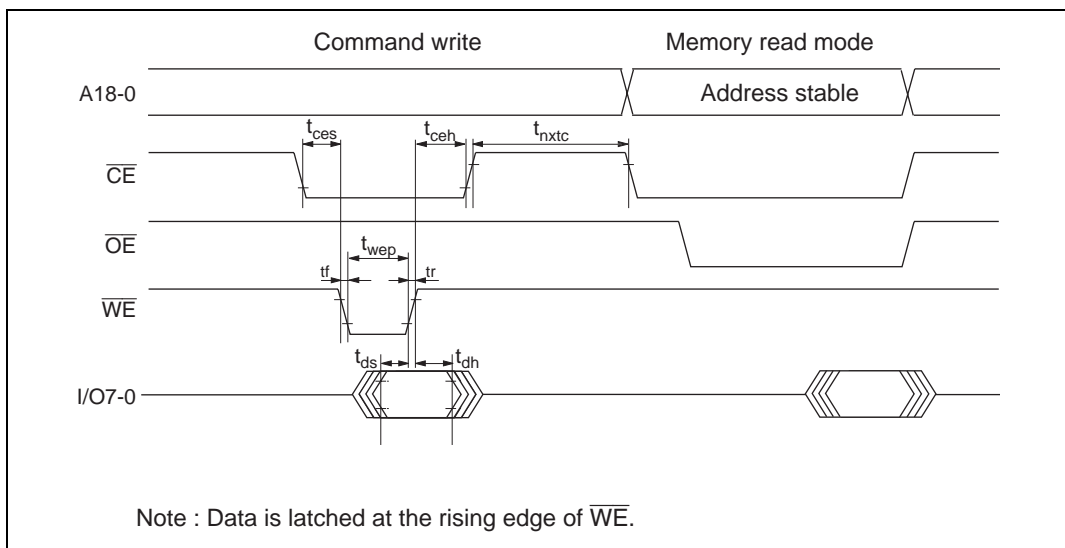 Command write Memory read mode
A18-0 Address stable
tces tceh tnxtc
CE
OE
twep
tf tr
WE
tds tdh
I/O7-0
Note : Data is latched at the rising edge of WE.